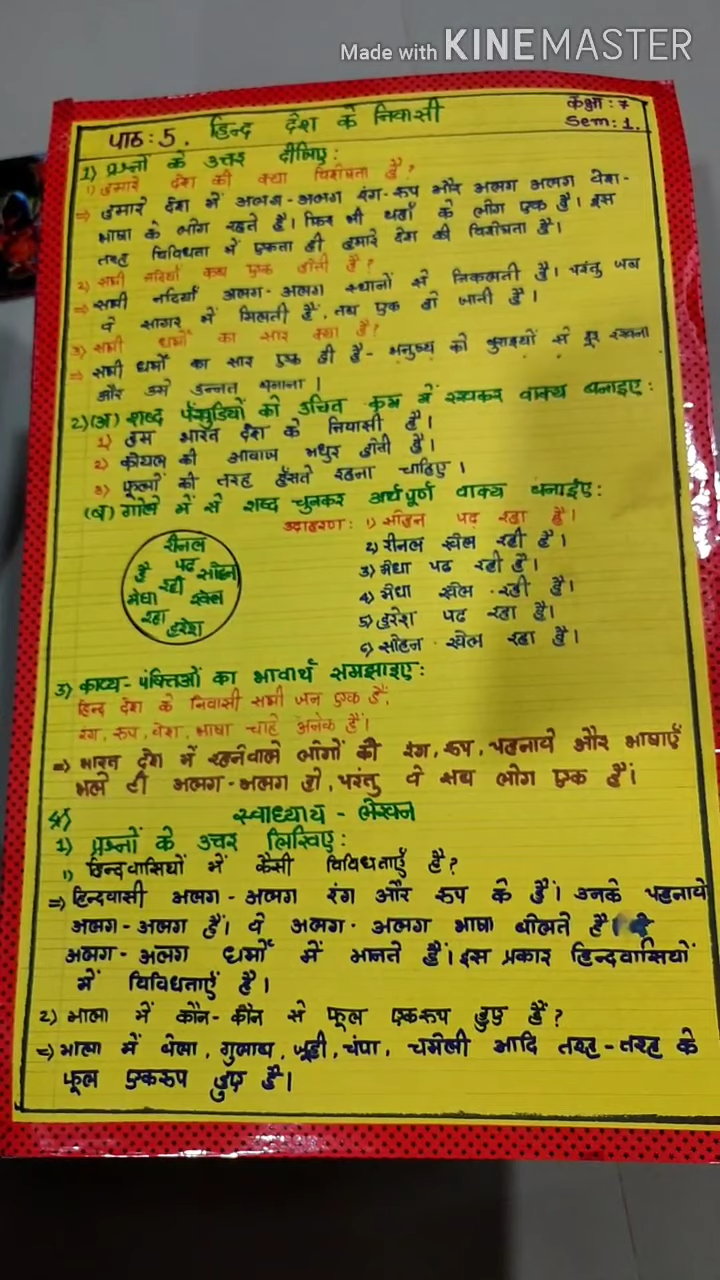 Made with KINEMASTER
पाठ : 5. हिन्द देश के निवासी
कक्षा : 7
Sem : 1.
1) प्रश्नों के उत्तर दीजिए :
1) हमारे देश की क्या विशेषता है ?
⇒ हमारे देश में अलग-अलग रंग-रूप और अलग अलग वेश-
भाषा के लोग रहते हैं। फिर भी यहाँ के लोग एक हैं। इस
तरह विविधता में एकता ही हमारे देश की विशेषता है।
2) सभी नदियाँ कब एक होती हैं ?
⇒ सभी नदियाँ अलग-अलग स्थानों से निकलती हैं। परंतु जब
वे सागर में मिलती हैं, तब एक हो जाती हैं।
3) सभी धर्मों का सार क्या है ?
⇒ सभी धर्मों का सार एक ही है - मनुष्य को बुराइयों से दूर रखना
और उसे उन्नत बनाना।
2)(अ) शब्द पँखुडियों को उचित क्रम में रखकर वाक्य बनाइए :
1) हम भारत देश के निवासी हैं।
2) कोयल की आवाज मधुर होती है।
3) फूलों की तरह हँसते रहना चाहिए।
(ब) गोले में से शब्द चुनकर अर्थपूर्ण वाक्य बनाईए :
उदाहरण : 1) सोहन पढ रहा है।
2) रीनल खेल रही है।
3) मेधा पढ रही है।
4) मेधा खेल रही है।
5) हरेश पढ रहा है।
6) सोहन खेल रहा है।
रीनल
है पढ सोहन
रही
मेधा खेल
रहा
हरेश
3) काव्य-पंक्तिओं का भावार्थ समझाइए :
हिन्द देश के निवासी सभी जन एक हैं,
रंग, रूप, वेश, भाषा चाहे अनेक हैं।
⇒ भारत देश में रहनेवाले लोगों की रंग, रूप, पहनावे और भाषाएँ
भले ही अलग-अलग हो, परंतु वे सब लोग एक हैं।
स्वाध्याय - लेखन
1) प्रश्नों के उत्तर लिखिए :
1) हिन्दवासियों में कैसी विविधताएँ है ?
⇒ हिन्दवासी अलग-अलग रंग और रूप के हैं। उनके पहनावे
अलग-अलग हैं। वे अलग-अलग भाषा बोलते है। वे
अलग-अलग धर्मों में मानते हैं। इस प्रकार हिन्दवासियों
में विविधताएँ है।
2) माला में कौन-कौन से फूल एकरूप हुए हैं ?
⇒ माला में बेला, गुलाब, जूही, चंपा, चमेली आदि तरह-तरह के
फूल एकरूप हुए हैं।